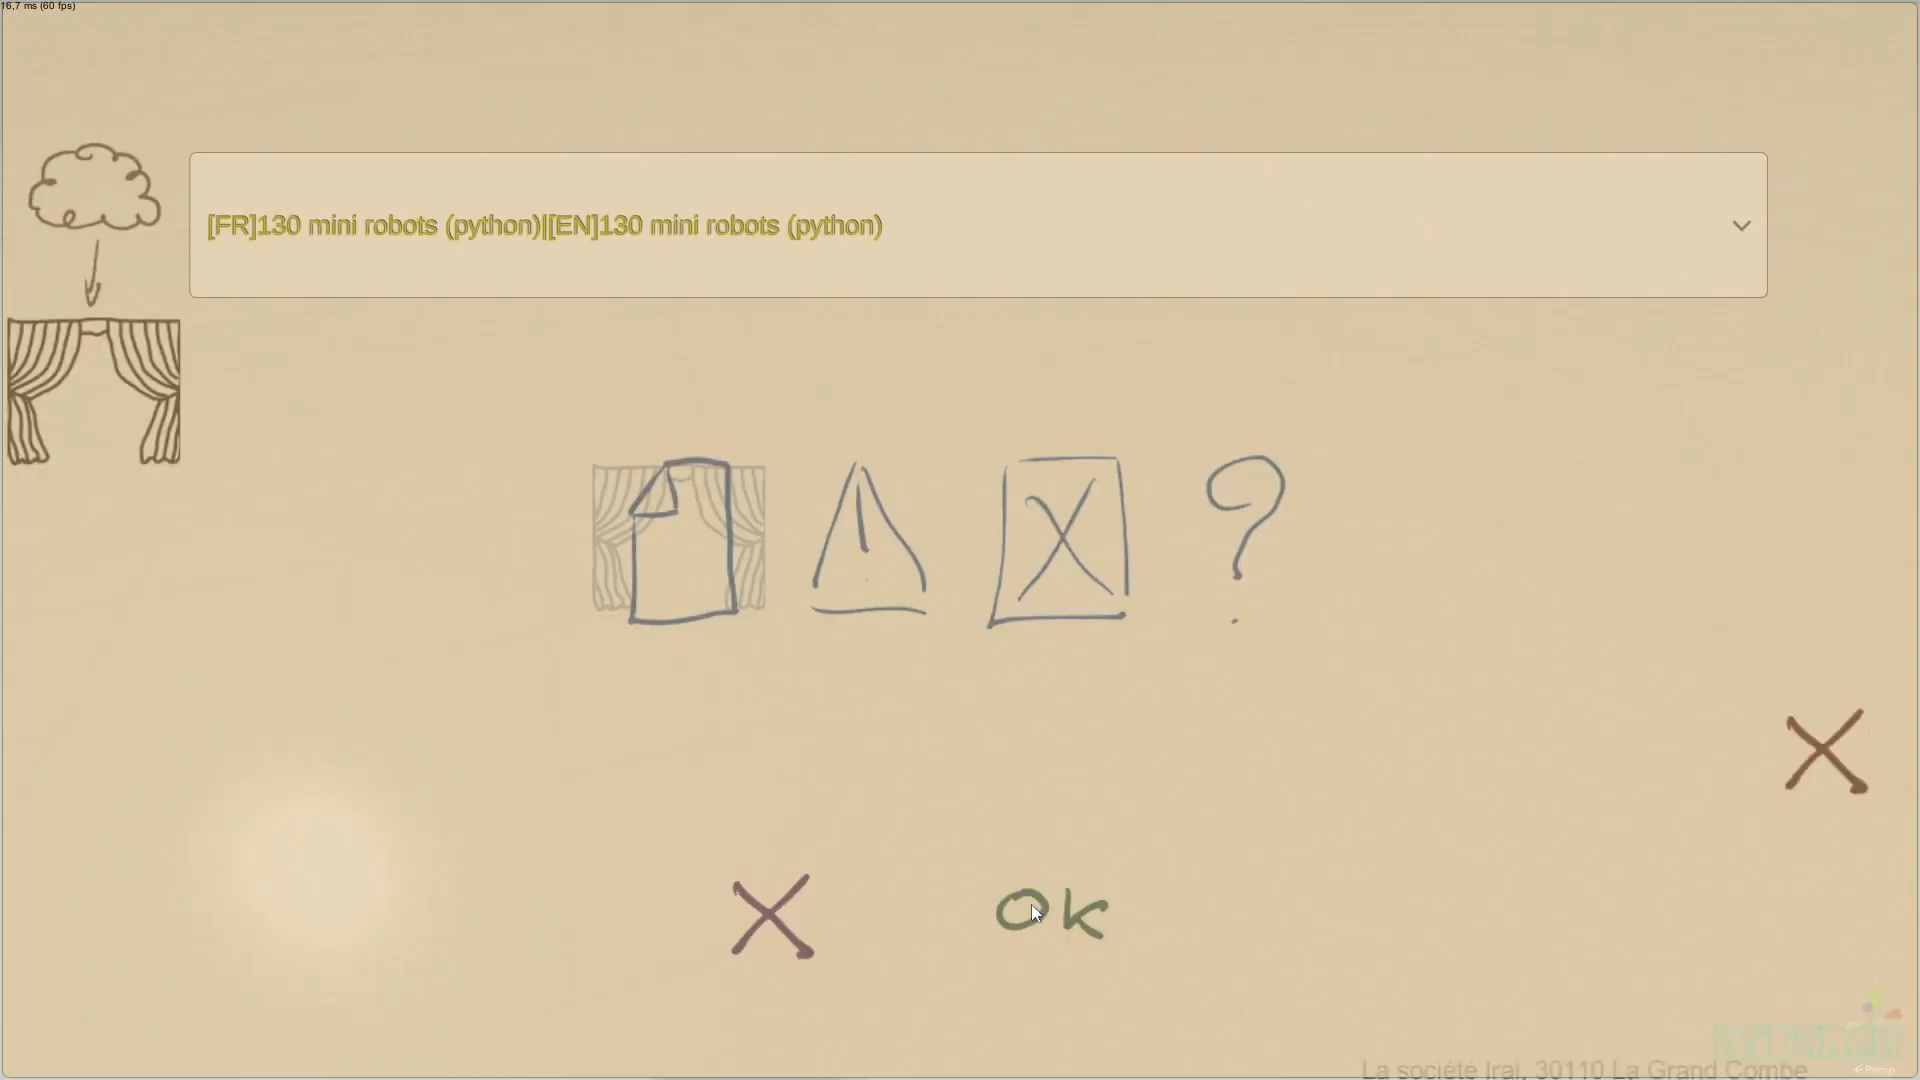 16,7 ms (60 fps)
[FR]130 mini robots (python)|[EN]130 mini robots (python)
?
OK
La société Irai, 30110 La Grand Combe
Persp